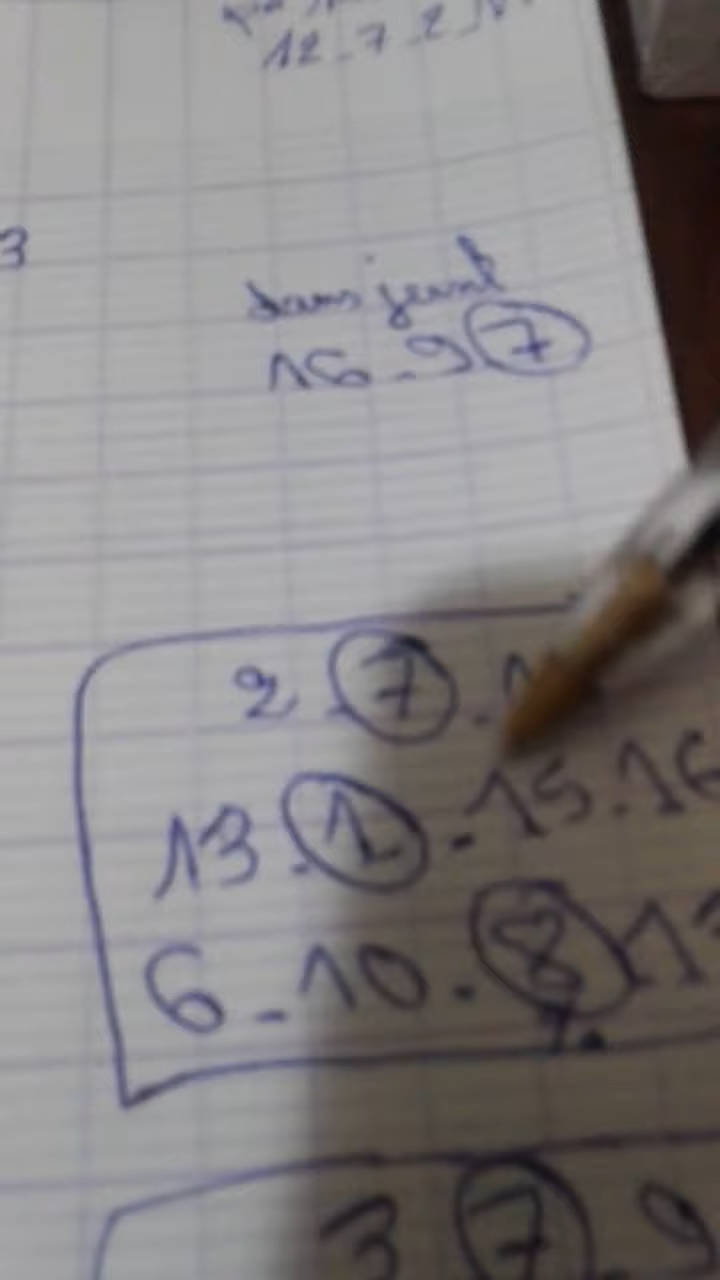 12-7-2
3
dans
16-9 7
2 . 7 .
13 . 1 . 15.16
6 - 10 . 8
3 7 9